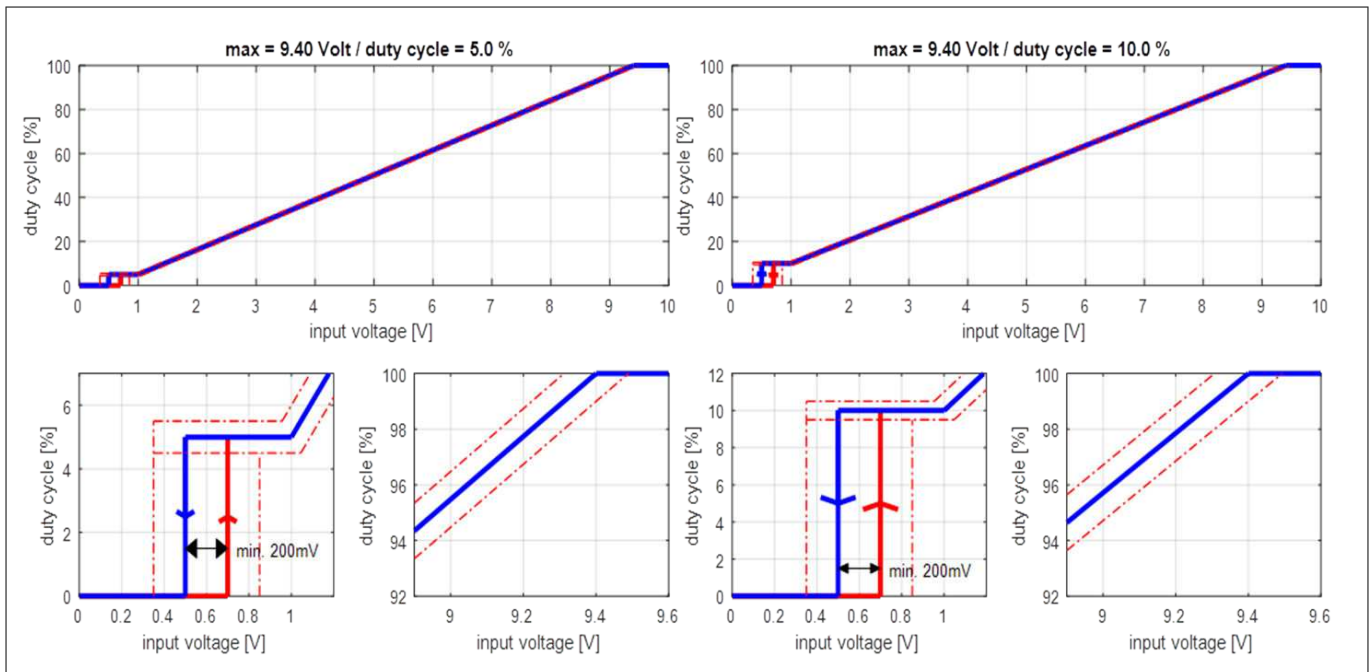 max = 9.40 Volt / duty cycle = 5.0 %
100
80
60
40
20
0
duty cycle [%]
0 1 2 3 4 5 6 7 8 9 10
input voltage [V]
max = 9.40 Volt / duty cycle = 10.0 %
100
80
60
40
20
0
duty cycle [%]
0 1 2 3 4 5 6 7 8 9 10
input voltage [V]
6
4
2
0
duty cycle [%]
min. 200mV
0 0.2 0.4 0.6 0.8 1
input voltage [V]
100
98
96
94
92
duty cycle [%]
9 9.2 9.4 9.6
input voltage [V]
12
10
8
6
4
2
0
duty cycle [%]
min. 200mV
0 0.2 0.4 0.6 0.8 1
input voltage [V]
100
98
96
94
92
duty cycle [%]
9 9.2 9.4 9.6
input voltage [V]